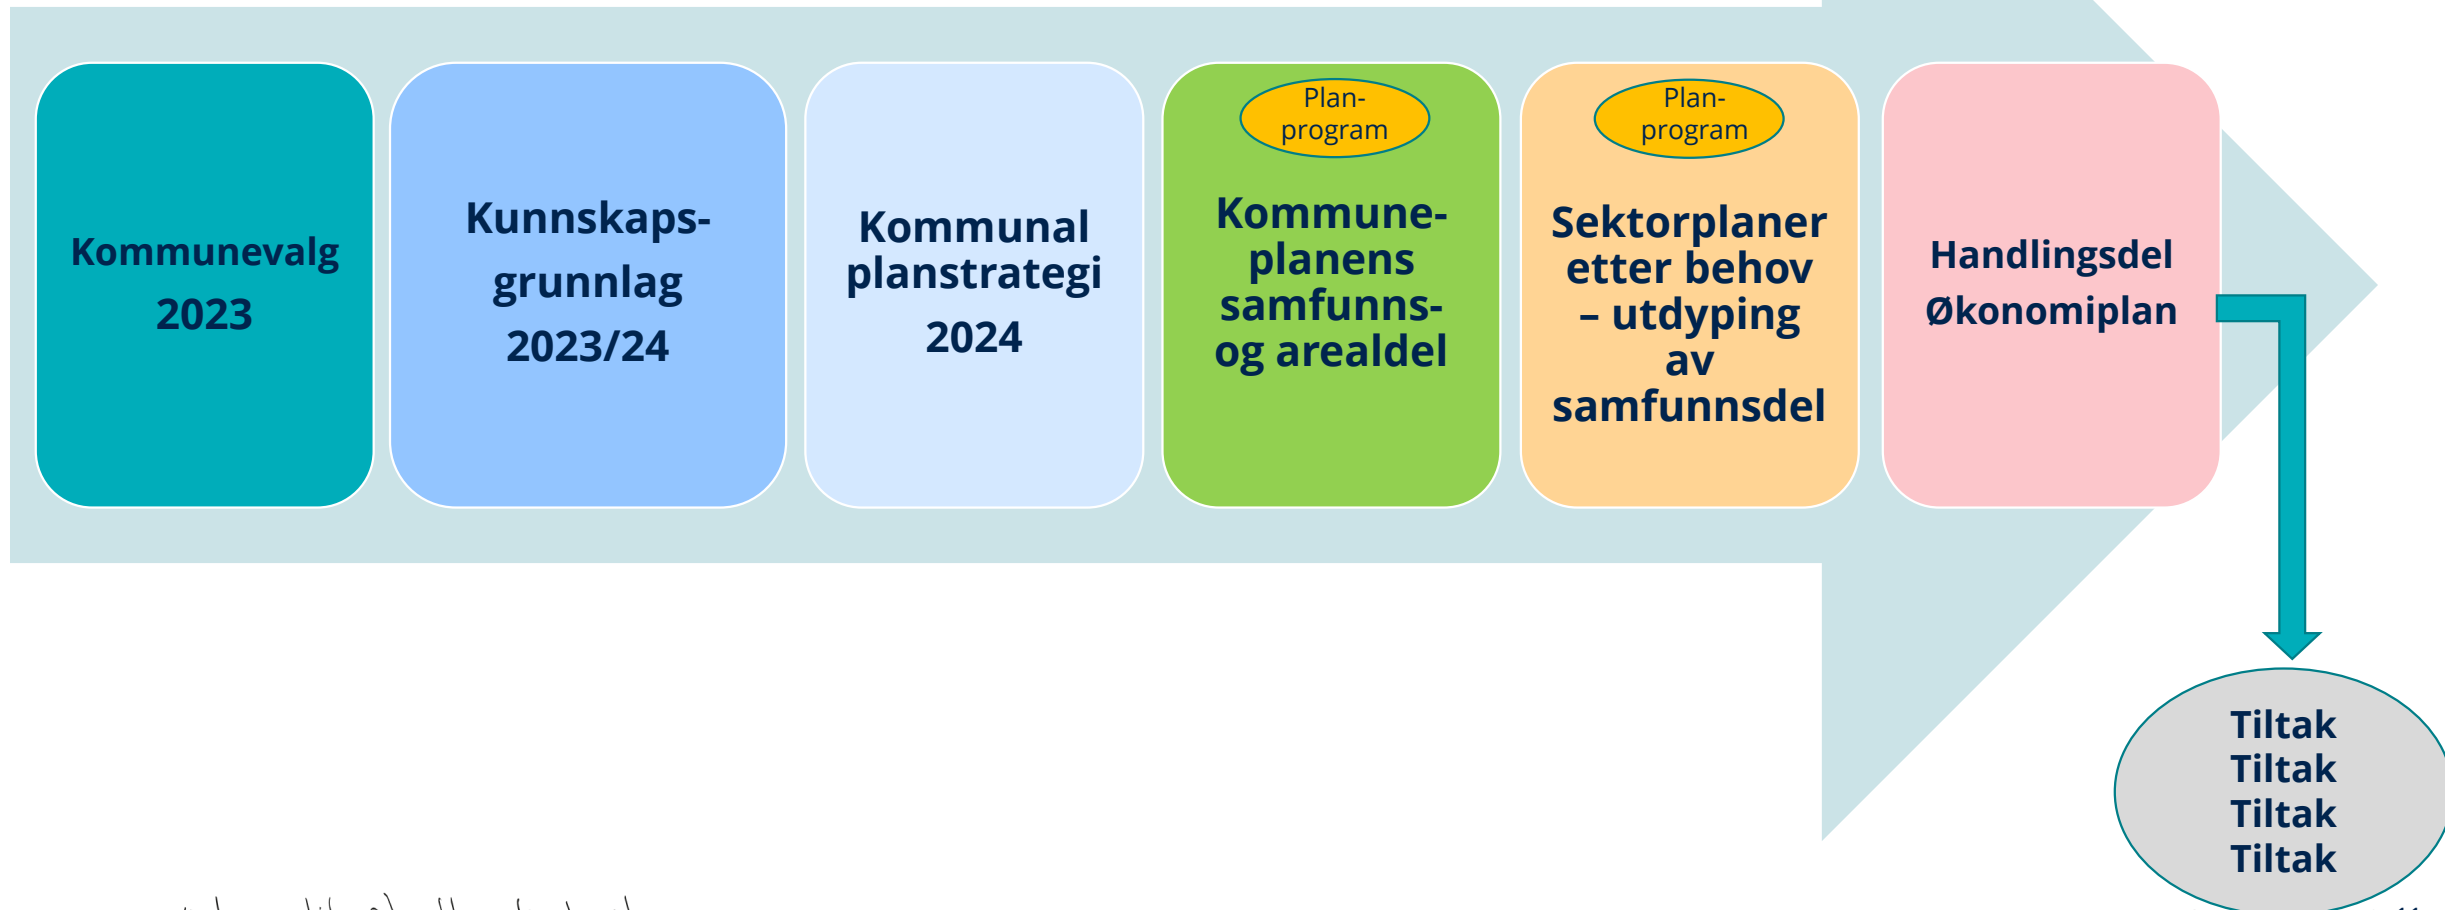 Kommunevalg
2023
Kunnskaps-
grunnlag
2023/24
Kommunal
planstrategi
2024
Plan-
program
Kommune-
planens
samfunns-
og arealdel
Plan-
program
Sektorplaner
etter behov
– utdyping
av
samfunnsdel
Handlingsdel
Økonomiplan
Tiltak
Tiltak
Tiltak
Tiltak